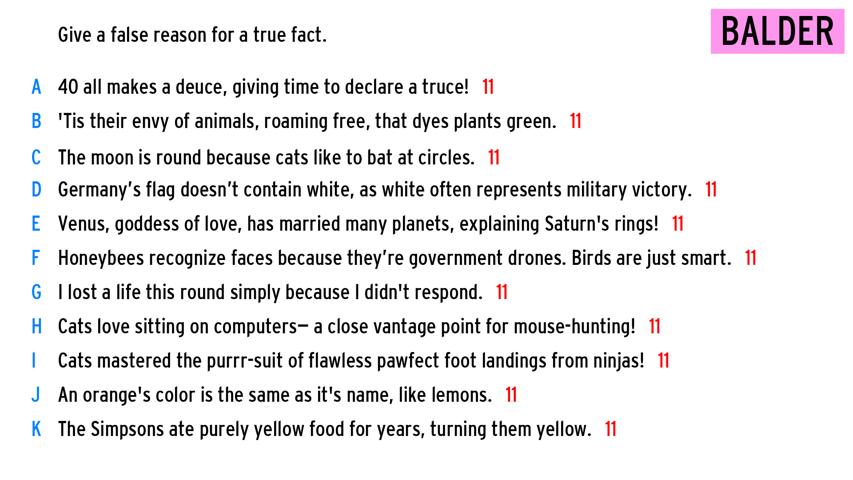 Give a false reason for a true fact.
BALDER
A 40 all makes a deuce, giving time to declare a truce! 11
B 'Tis their envy of animals, roaming free, that dyes plants green. 11
C The moon is round because cats like to bat at circles. 11
D Germany’s flag doesn’t contain white, as white often represents military victory. 11
E Venus, goddess of love, has married many planets, explaining Saturn's rings! 11
F Honeybees recognize faces because they’re government drones. Birds are just smart. 11
G I lost a life this round simply because I didn't respond. 11
H Cats love sitting on computers— a close vantage point for mouse-hunting! 11
I Cats mastered the purrr-suit of flawless pawfect foot landings from ninjas! 11
J An orange's color is the same as it's name, like lemons. 11
K The Simpsons ate purely yellow food for years, turning them yellow. 11